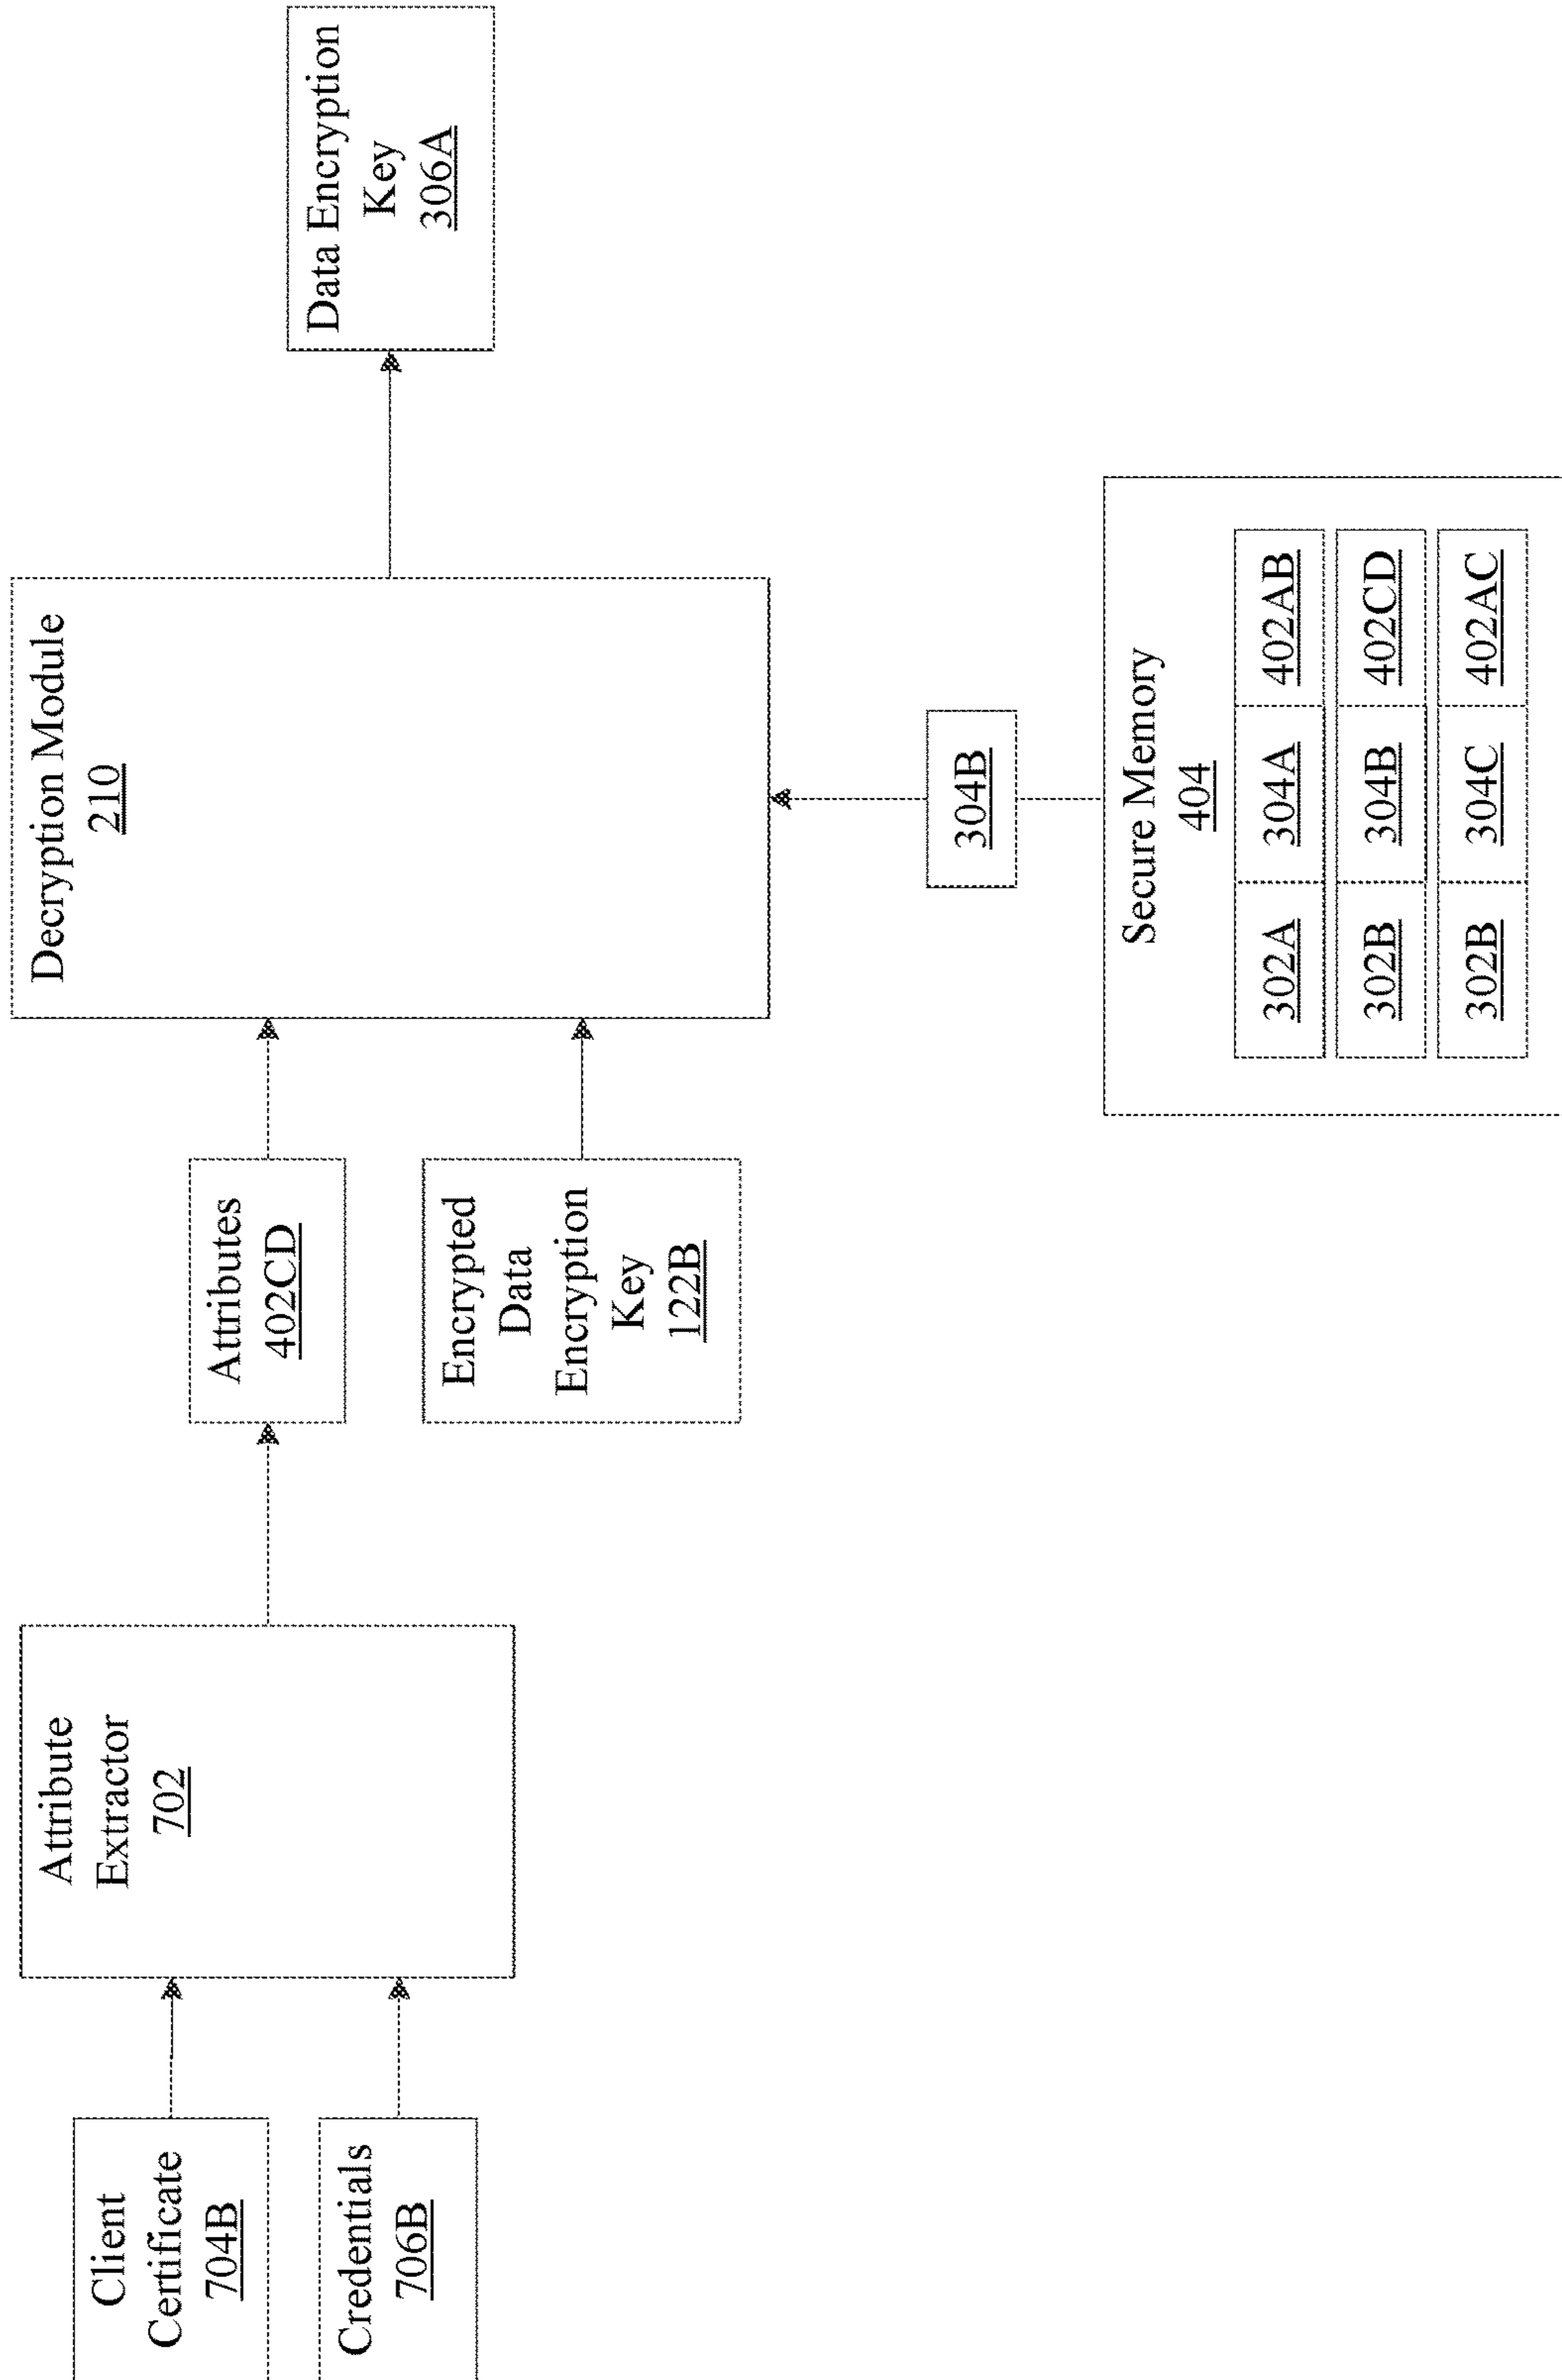 Client
Certificate
704B
Credentials
706B
Attribute
Extractor
702
Attributes
402CD
Encrypted
Data
Encryption
Key
122B
Decryption Module
210
304B
Secure Memory
404
302A 304A 402AB
302B 304B 402CD
302B 304C 402AC
Data Encryption
Key
306A